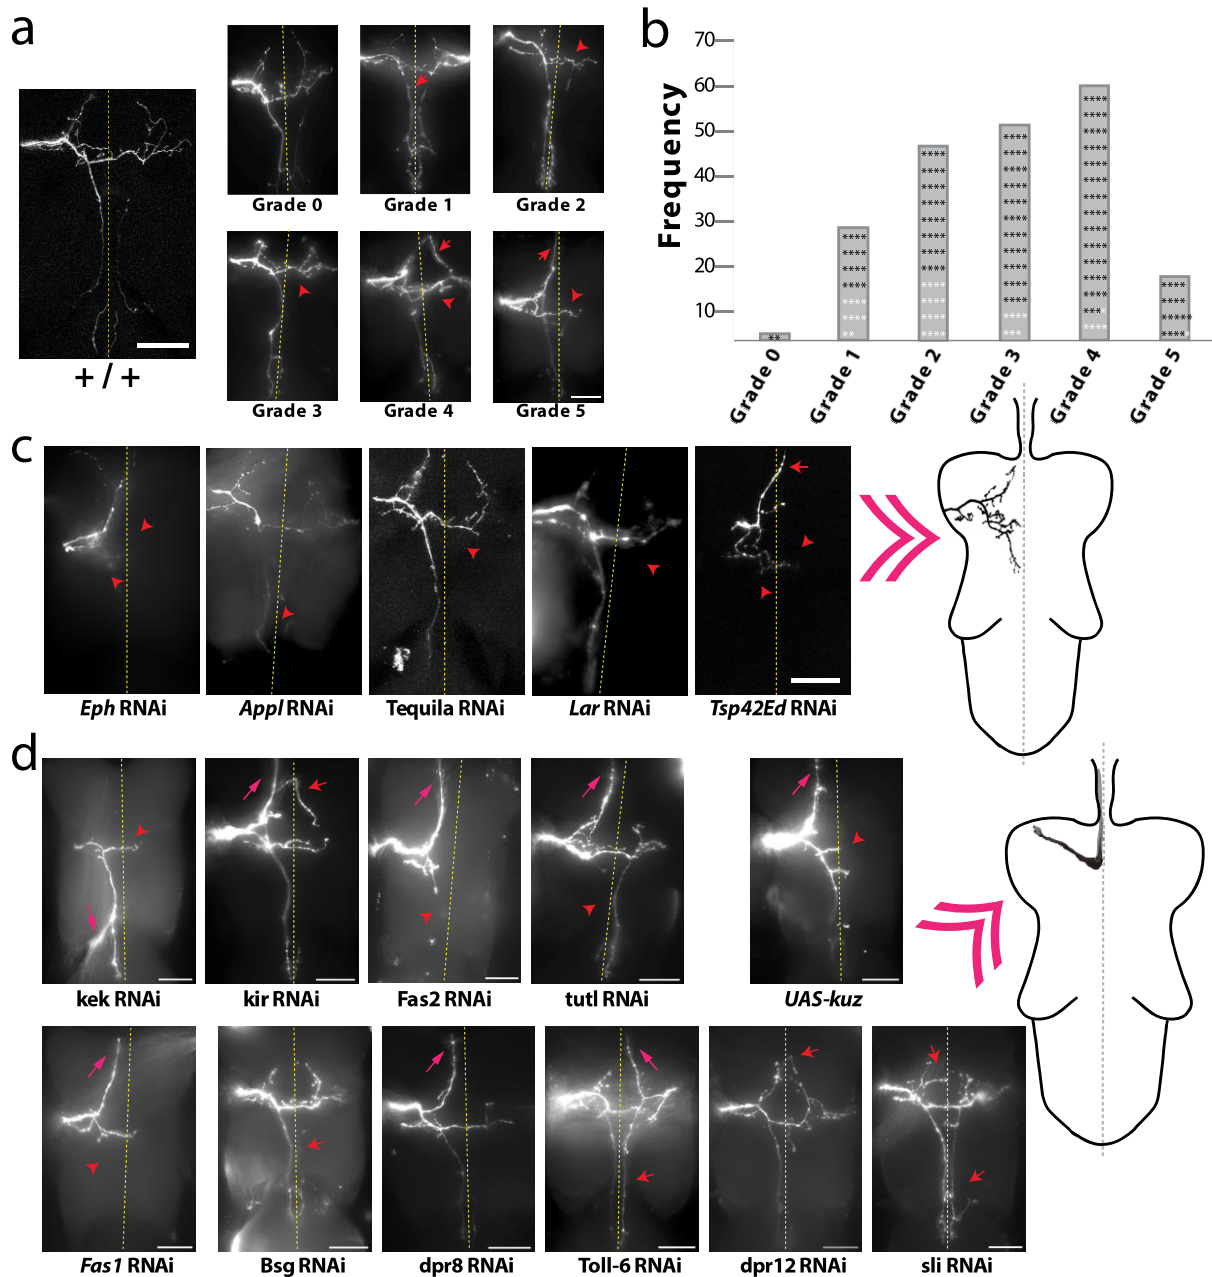 a
+/+
Grade 0
Grade 1
Grade 2
Grade 3
Grade 4
Grade 5
b
Frequency
70
60
50
40
30
20
10
Grade 0
Grade 1
Grade 2
Grade 3
Grade 4
Grade 5
c
Eph RNAi
Appl RNAi
Tequila RNAi
Lar RNAi
Tsp42Ed RNAi
d
kek RNAi
kir RNAi
Fas2 RNAi
tutl RNAi
UAS-kuz
Fas1 RNAi
Bsg RNAi
dpr8 RNAi
Toll-6 RNAi
dpr12 RNAi
sli RNAi